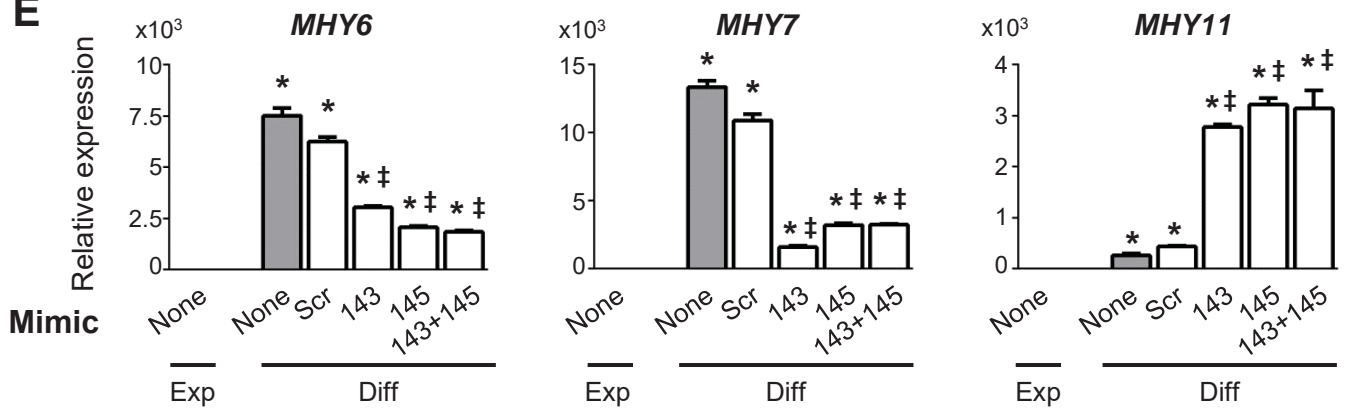 E
MHY6 MHY7 MHY11
Relative expression
x10³ x10³ x10³
10 15 4
7.5 10 3
5 5 2
2.5 0 1
0 0
* * * ‡ * ‡ * ‡
* * * ‡ * ‡ * ‡
* * * ‡ * ‡ * ‡
Mimic
None None Scr 143 145 143+145
None None Scr 143 145 143+145
None None Scr 143 145 143+145
Exp Diff Exp Diff Exp Diff